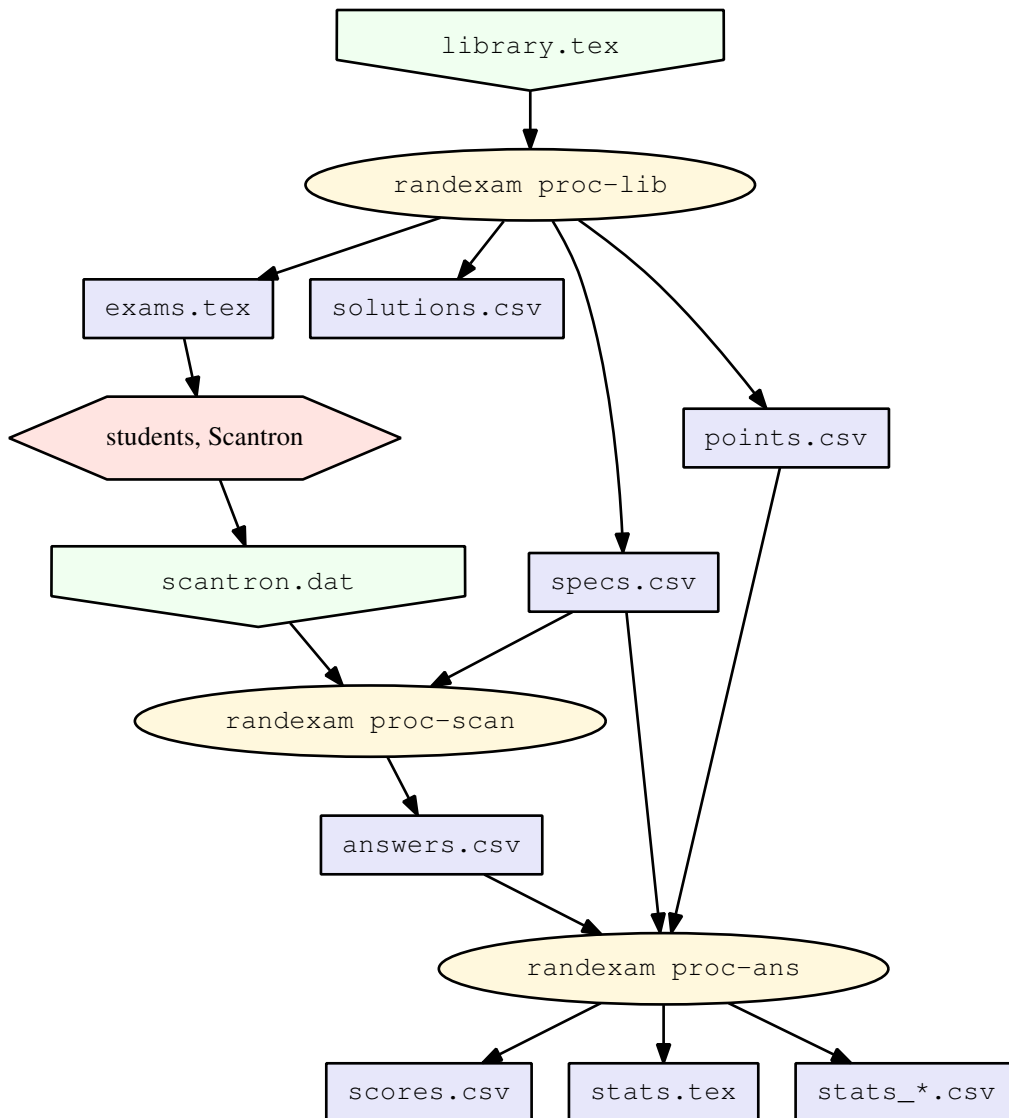 library.tex
randexam proc-lib
exams.tex
solutions.csv
students, Scantron
points.csv
scantron.dat
specs.csv
randexam proc-scan
answers.csv
randexam proc-ans
scores.csv
stats.tex
stats_*.csv